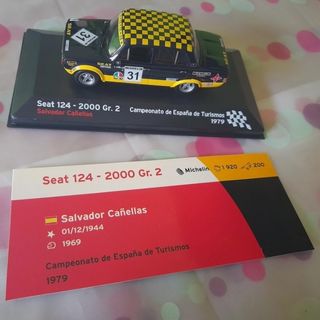 31
SEAT
Seat 124 - 2000 Gr. 2
Salvador Cañellas
Campeonato de España de Turismos
1979
Seat 124 - 2000 Gr. 2
Michelin
1 920
200
Salvador Cañellas
01/12/1944
1969
Campeonato de España de Turismos
1979